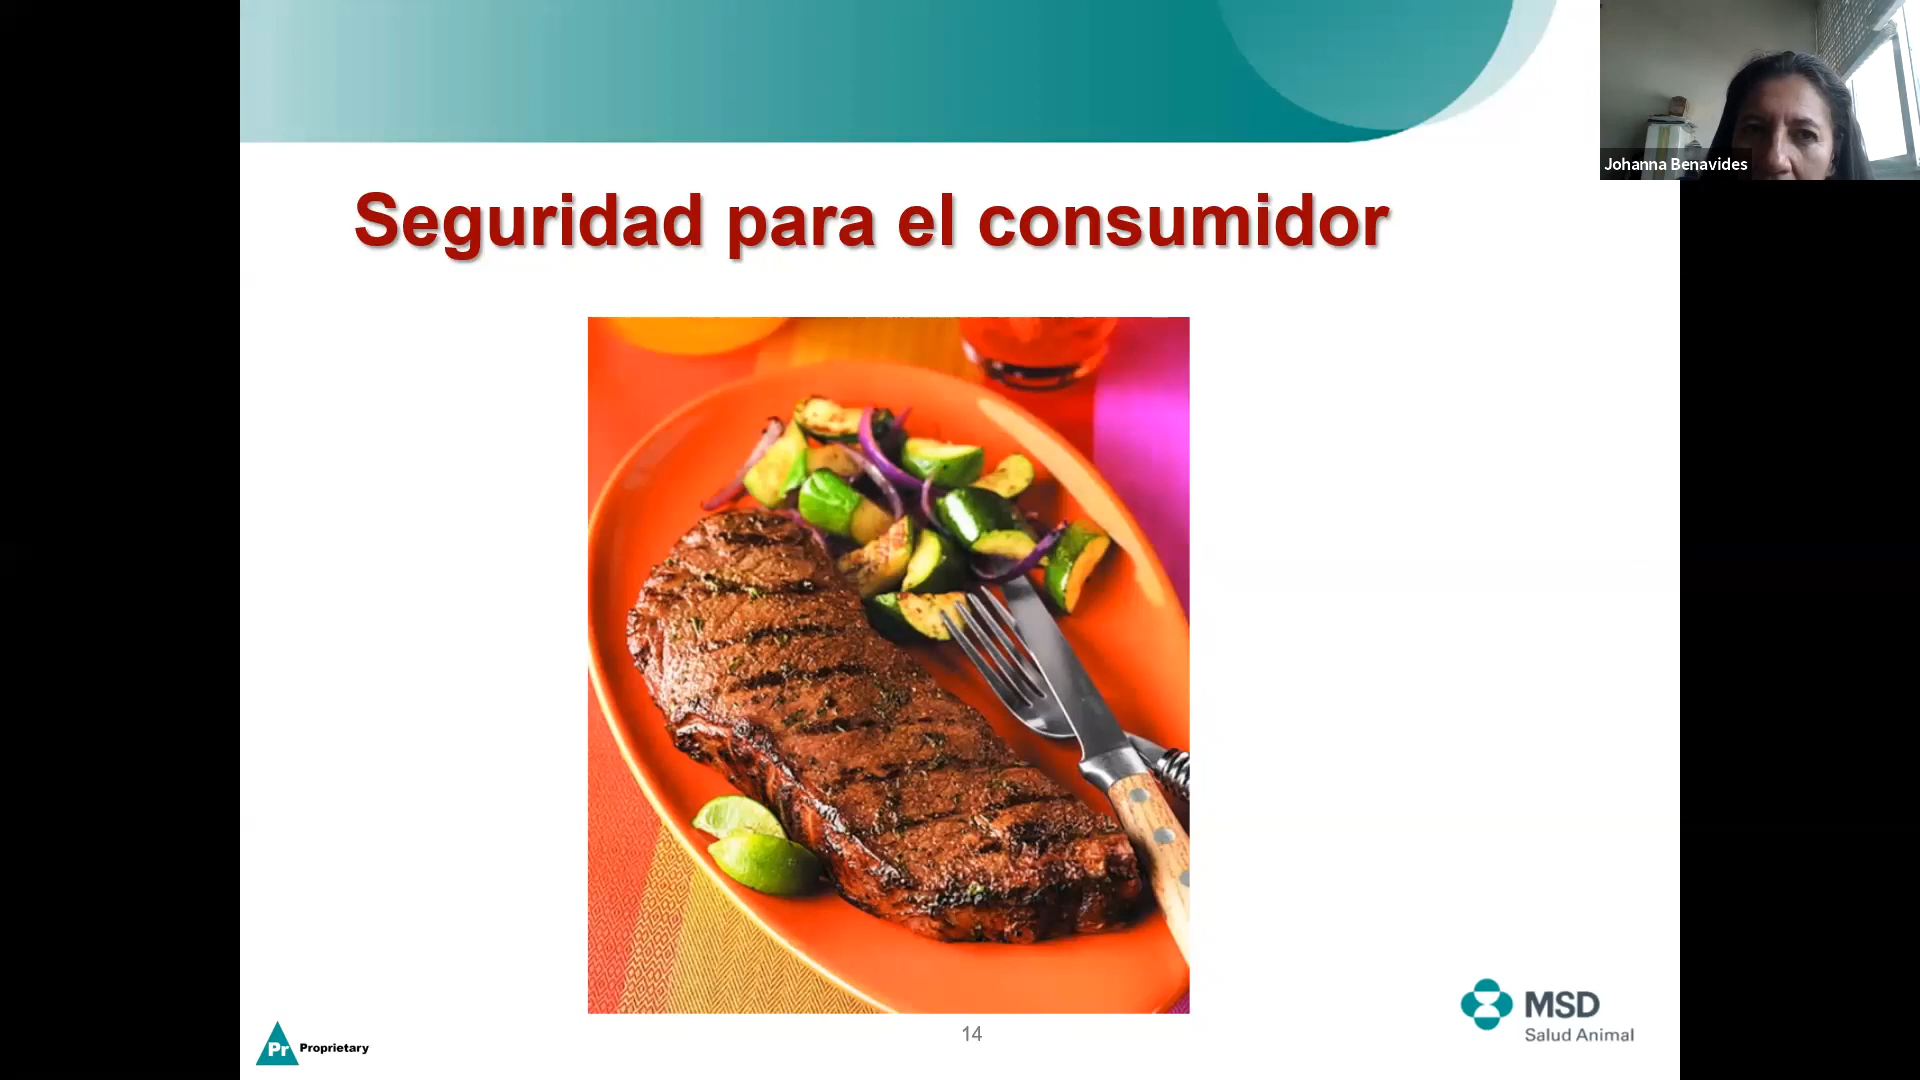 Johanna Benavides
Seguridad para el consumidor
Pr Proprietary
14
MSD
Salud Animal